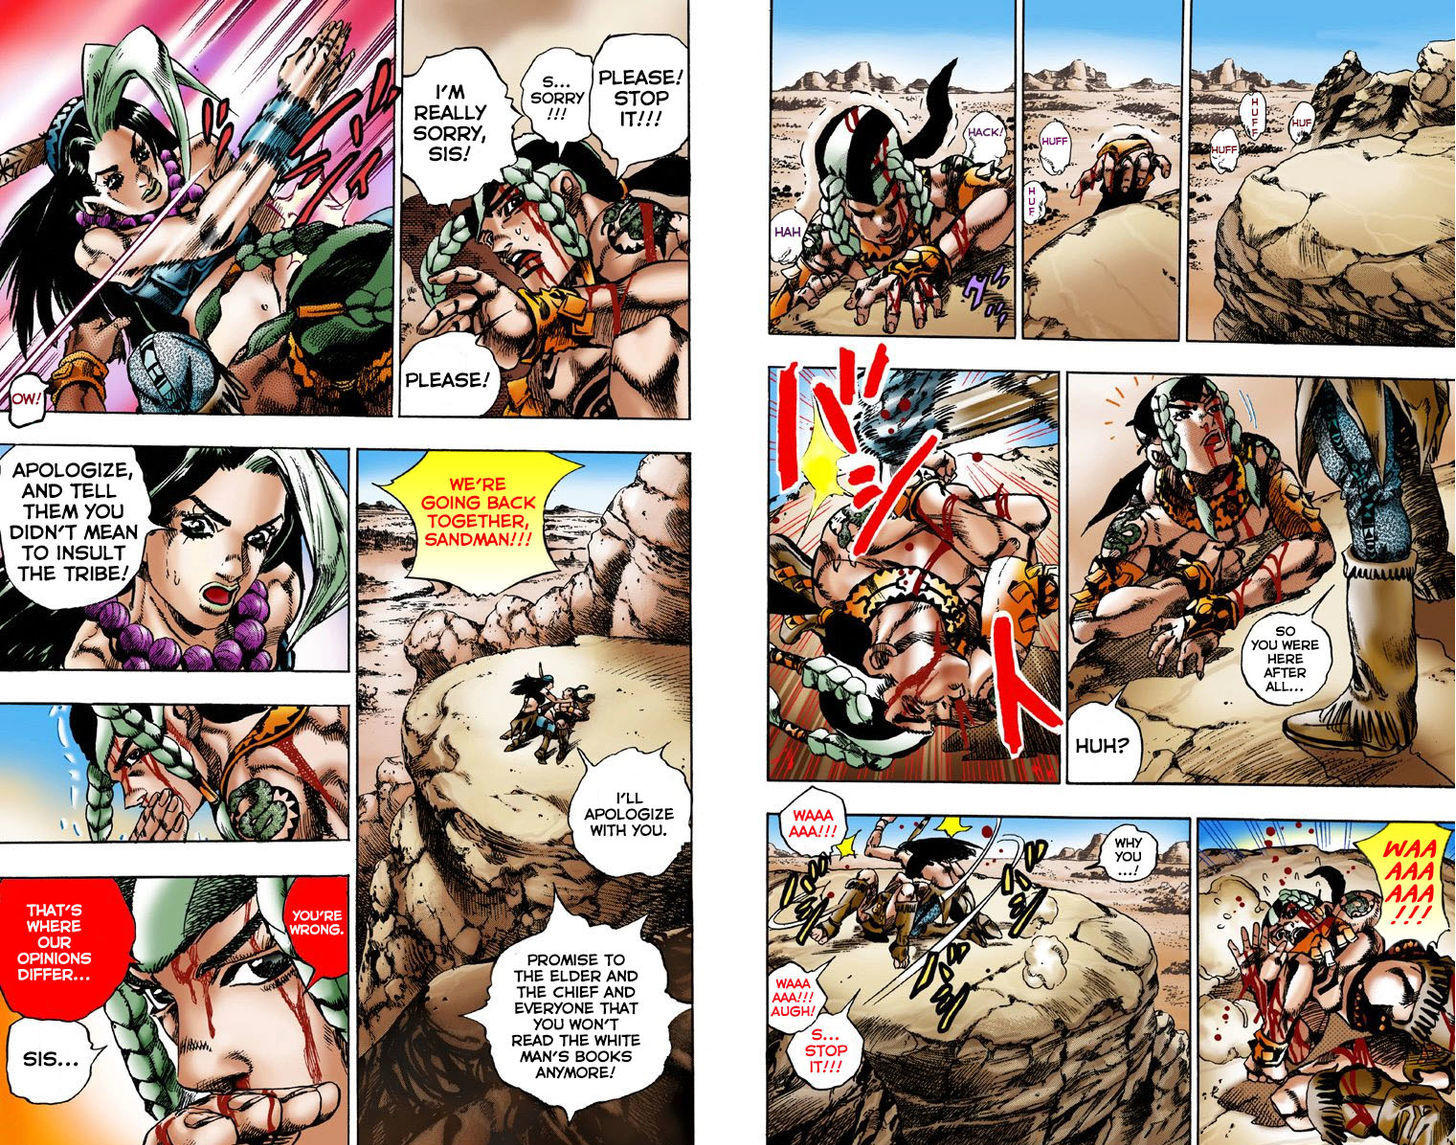 HUF
HUFF
HUFF
HUFF
HUF
HACK!
HAH
SO
YOU WERE
HERE
AFTER
ALL...
HUH?
WAA
AAA
AAA
!!!
WHY
YOU
...!
WAAA
AAA!!!
WAAA
AAA!!!
AUGH!
S...
STOP
IT!!!
PLEASE!
STOP
IT!!!
S...
SORRY
!!!
I'M
REALLY
SORRY,
SIS!
PLEASE!
OW!
WE'RE
GOING BACK
TOGETHER,
SANDMAN!!!
I'LL
APOLOGIZE
WITH YOU.
PROMISE TO
THE ELDER AND
THE CHIEF AND
EVERYONE THAT
YOU WON'T
READ THE WHITE
MAN'S BOOKS
ANYMORE!
APOLOGIZE,
AND TELL
THEM YOU
DIDN'T MEAN
TO INSULT
THE TRIBE!
YOU'RE
WRONG.
THAT'S
WHERE
OUR
OPINIONS
DIFFER...
SIS...